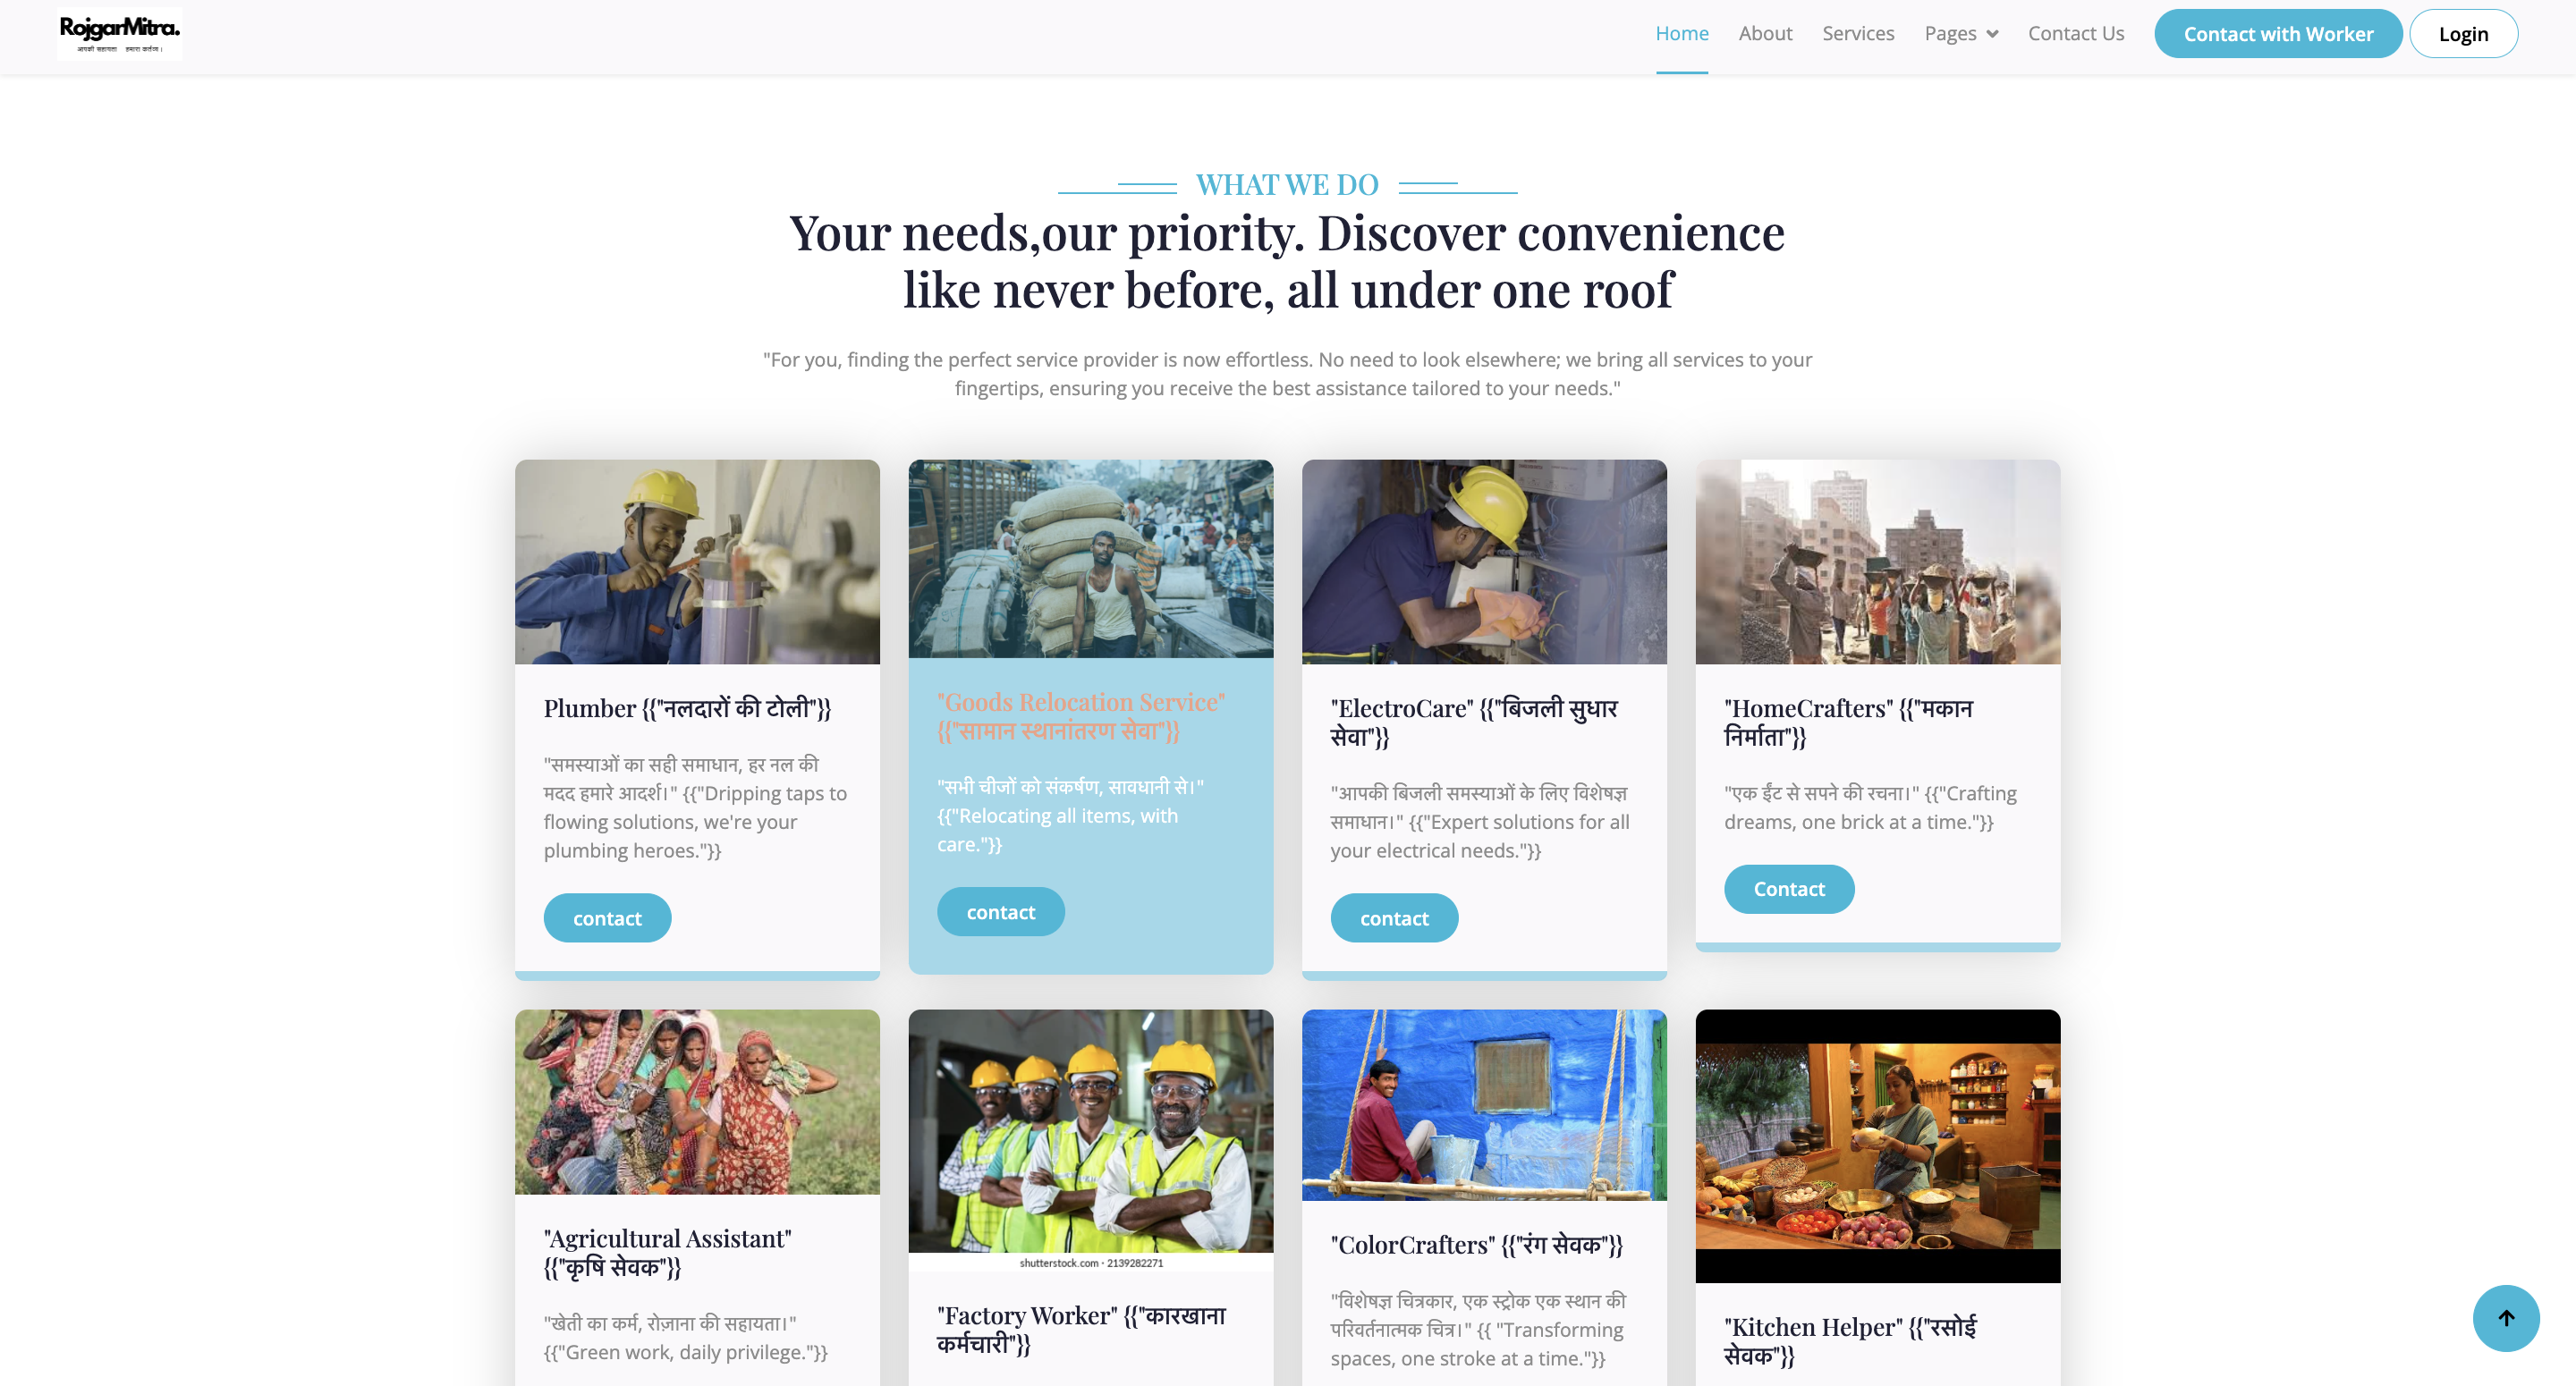 RojgarMitra.
आपकी सहायता हमारा कर्तव्य।
Home
About
Services
Pages
Contact Us
Contact with Worker
Login
WHAT WE DO
Your needs,our priority. Discover convenience
like never before, all under one roof
"For you, finding the perfect service provider is now effortless. No need to look elsewhere; we bring all services to your
fingertips, ensuring you receive the best assistance tailored to your needs."
Plumber {{"नलदारों की टोली"}}
"समस्याओं का सही समाधान, हर नल की
मदद हमारे आदर्श।" {{"Dripping taps to
flowing solutions, we're your
plumbing heroes."}}
contact
"Goods Relocation Service"
{{"सामान स्थानांतरण सेवा"}}
"सभी चीजों को संकर्षण, सावधानी से।"
{{"Relocating all items, with
care."}}
contact
"ElectroCare" {{"बिजली सुधार
सेवा"}}
"आपकी बिजली समस्याओं के लिए विशेषज्ञ
समाधान।" {{"Expert solutions for all
your electrical needs."}}
contact
"HomeCrafters" {{"मकान
निर्माता"}}
"एक ईंट से सपने की रचना।" {{"Crafting
dreams, one brick at a time."}}
Contact
"Agricultural Assistant"
{{"कृषि सेवक"}}
"खेती का कर्म, रोज़ाना की सहायता।"
{{"Green work, daily privilege."}}
shutterstock.com • 2139282271
"Factory Worker" {{"कारखाना
कर्मचारी"}}
"ColorCrafters" {{"रंग सेवक"}}
"विशेषज्ञ चित्रकार, एक स्ट्रोक एक स्थान की
परिवर्तनात्मक चित्र।" {{ "Transforming
spaces, one stroke at a time."}}
"Kitchen Helper" {{"रसोई
सेवक"}}